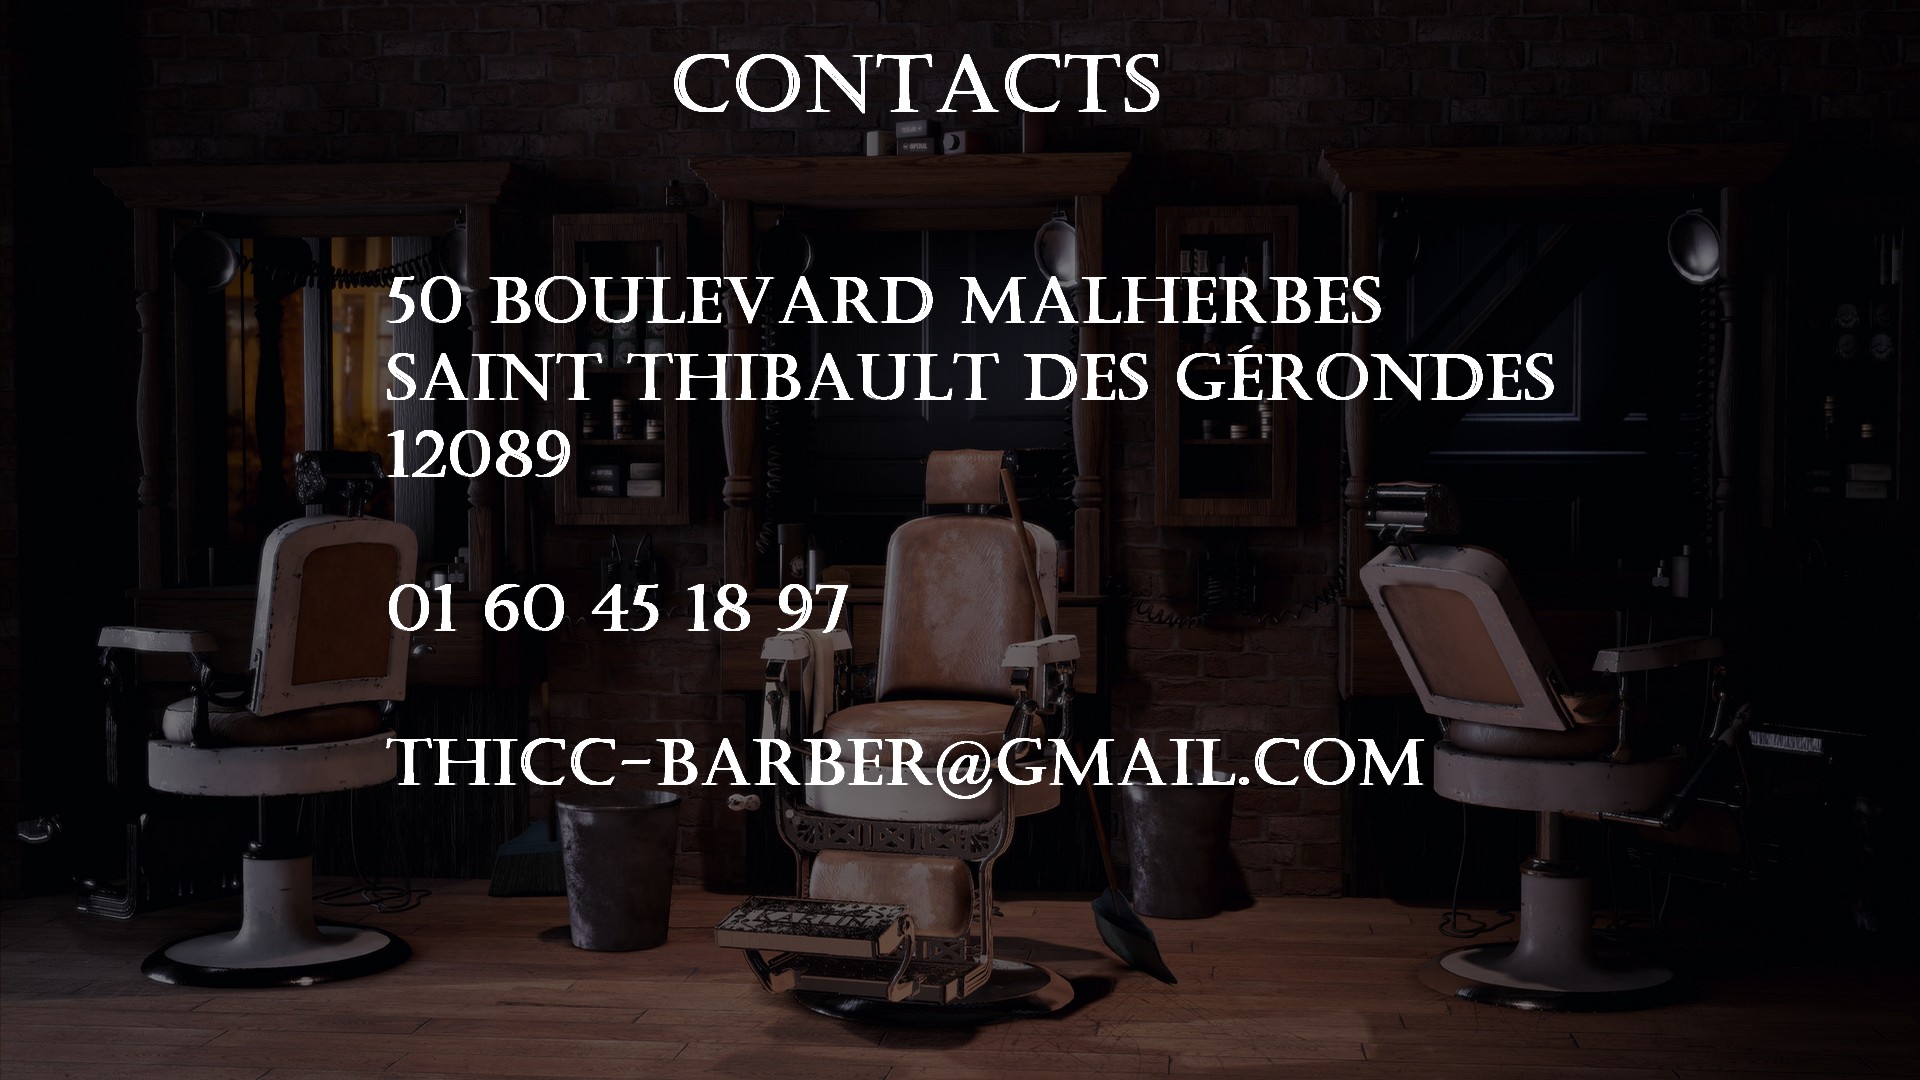 CONTACTS
50 BOULEVARD MALHERBES
SAINT THIBAULT DES GÉRONDES
12089
01 60 45 18 97
THICC-BARBER@GMAIL.COM